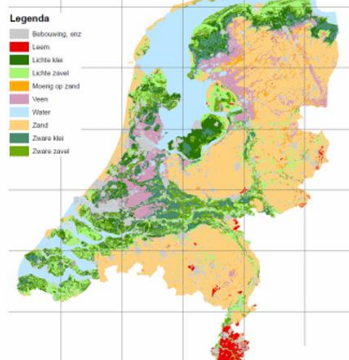 Legenda
Bebouwing, enz
Leem
Lichte klei
Lichte zavel
Moerig op zand
Veen
Water
Zand
Zware klei
Zware zavel